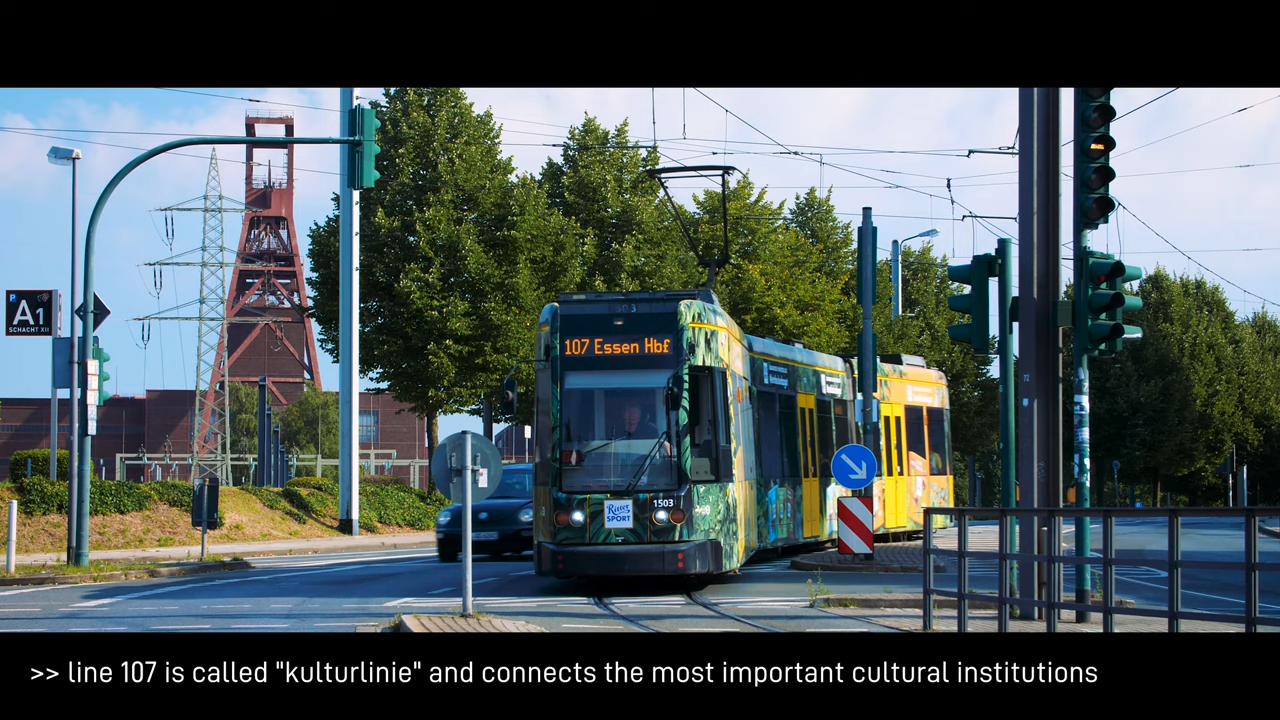 P
A1
SCHACHT XII
107 Essen Hbf
1503
Ritter
SPORT
>> line 107 is called "kulturlinie" and connects the most important cultural institutions